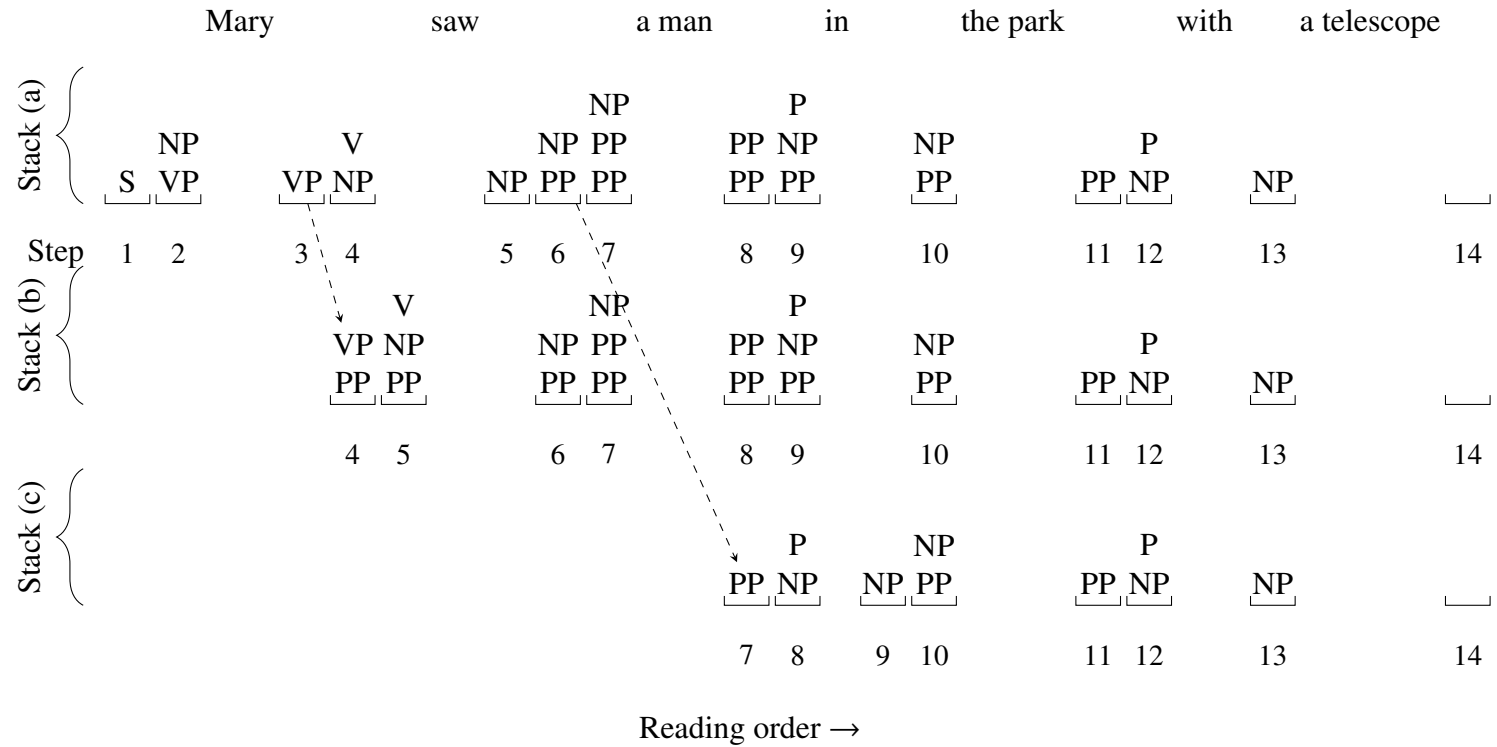 Mary saw a man in the park with a telescope
Stack (a)
NP P
NP V NP PP PP NP NP P
S VP VP NP NP PP PP PP PP PP PP NP NP
Step 1 2 3 4 5 6 7 8 9 10 11 12 13 14
Stack (b)
V NP P
VP NP NP PP PP NP NP P
PP PP PP PP PP PP PP PP NP NP
4 5 6 7 8 9 10 11 12 13 14
Stack (c)
P NP P
PP NP NP PP PP NP NP
7 8 9 10 11 12 13 14
Reading order →